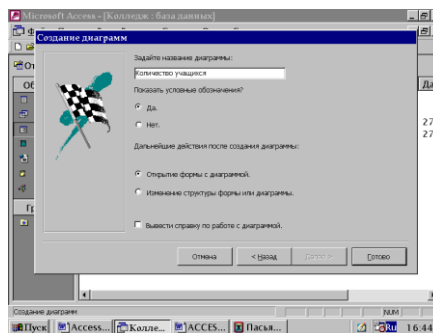 Microsoft Access - [Колледж : база данных]
Создание диаграмм
Задайте название диаграммы:
Количество учащихся
Показать условные обозначения?
Да.
Нет.
Дальнейшие действия после создания диаграммы:
Открытие формы с диаграммой.
Изменение структуры формы или диаграммы.
Вывести справку по работе с диаграммой.
Отмена < Назад Далее > Готово
Создание диаграмм NUM
Пуск Access... Колле... ACCES... Пасья... Ru 16:44